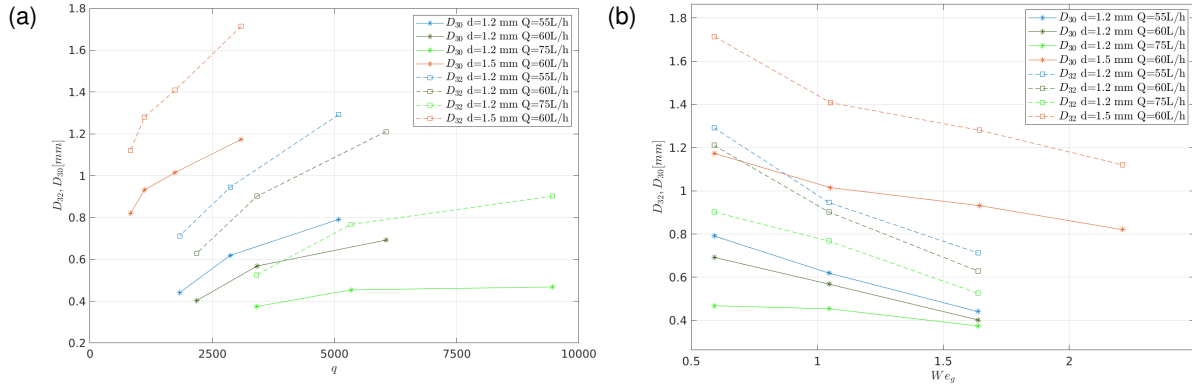 (a)
D32, D30[mm]
1.8
1.6
1.4
1.2
1
0.8
0.6
0.4
0.2
0
2500
5000
7500
10000
q
D30 d=1.2 mm Q=55L/h
D30 d=1.2 mm Q=60L/h
D30 d=1.2 mm Q=75L/h
D30 d=1.5 mm Q=60L/h
D32 d=1.2 mm Q=55L/h
D32 d=1.2 mm Q=60L/h
D32 d=1.2 mm Q=75L/h
D32 d=1.5 mm Q=60L/h
(b)
D32, D30[mm]
1.8
1.6
1.4
1.2
1
0.8
0.6
0.4
0.5
1
1.5
2
Weg
D30 d=1.2 mm Q=55L/h
D30 d=1.2 mm Q=60L/h
D30 d=1.2 mm Q=75L/h
D30 d=1.5 mm Q=60L/h
D32 d=1.2 mm Q=55L/h
D32 d=1.2 mm Q=60L/h
D32 d=1.2 mm Q=75L/h
D32 d=1.5 mm Q=60L/h